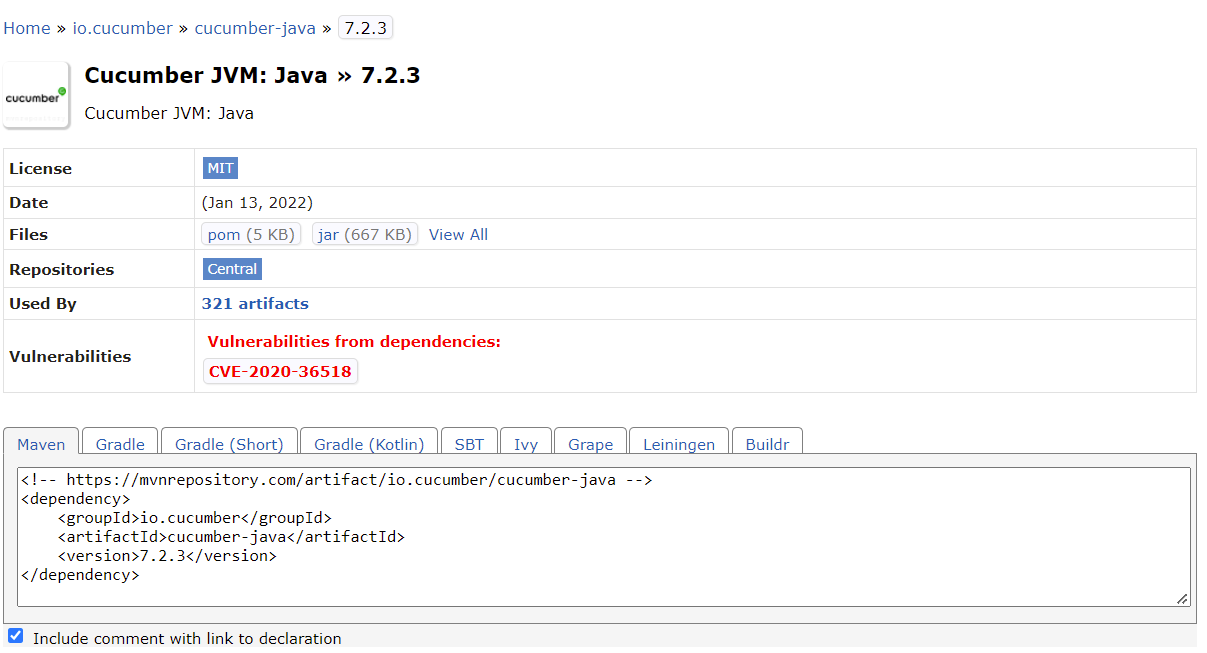 Home » io.cucumber » cucumber-java » 7.2.3
cucumber
Cucumber JVM: Java » 7.2.3
Cucumber JVM: Java
License MIT
Date (Jan 13, 2022)
Files pom (5 KB) jar (667 KB) View All
Repositories Central
Used By 321 artifacts
Vulnerabilities Vulnerabilities from dependencies:
CVE-2020-36518
Maven Gradle Gradle (Short) Gradle (Kotlin) SBT Ivy Grape Leiningen Buildr
<!-- https://mvnrepository.com/artifact/io.cucumber/cucumber-java -->
<dependency>
    <groupId>io.cucumber</groupId>
    <artifactId>cucumber-java</artifactId>
    <version>7.2.3</version>
</dependency>
Include comment with link to declaration